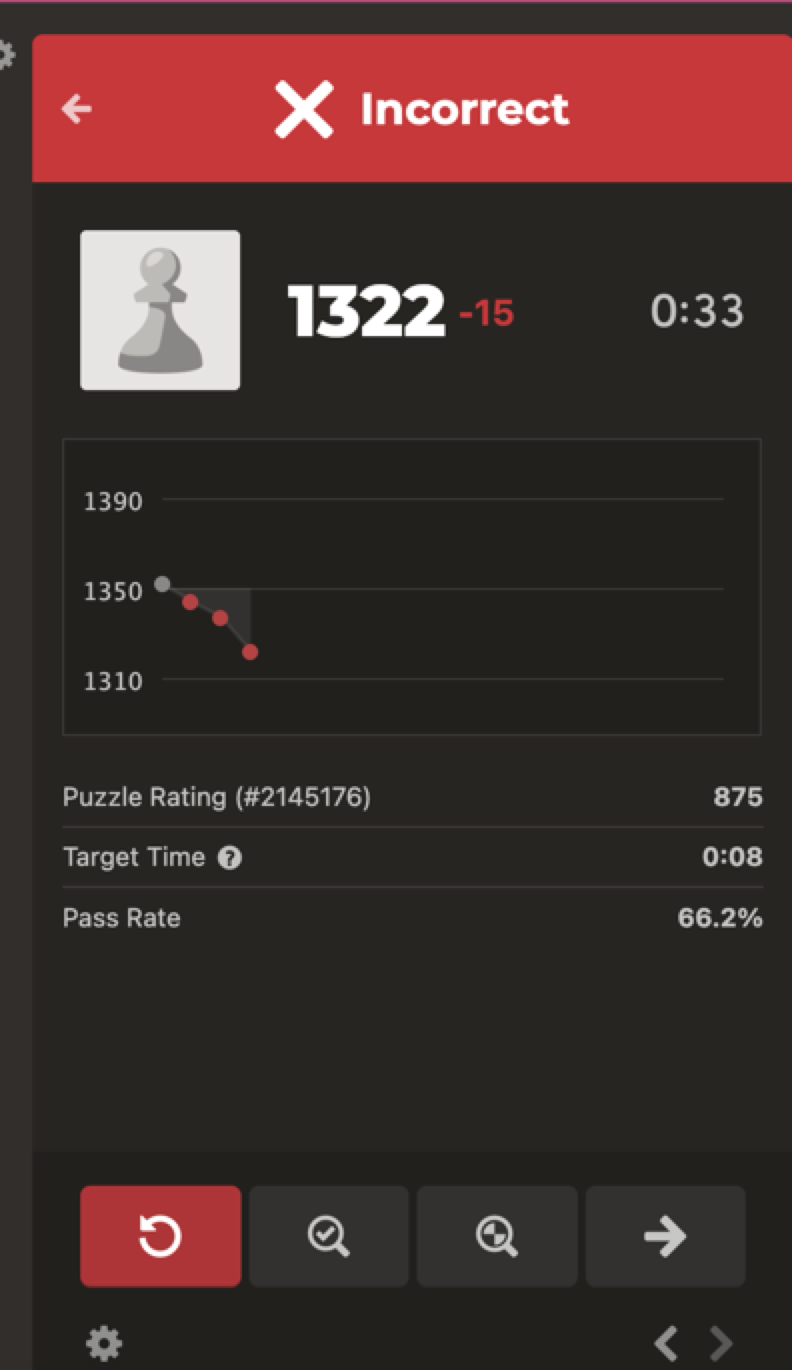 Incorrect
1322 -15 0:33
1390
1350
1310
Puzzle Rating (#2145176) 875
Target Time ? 0:08
Pass Rate 66.2%